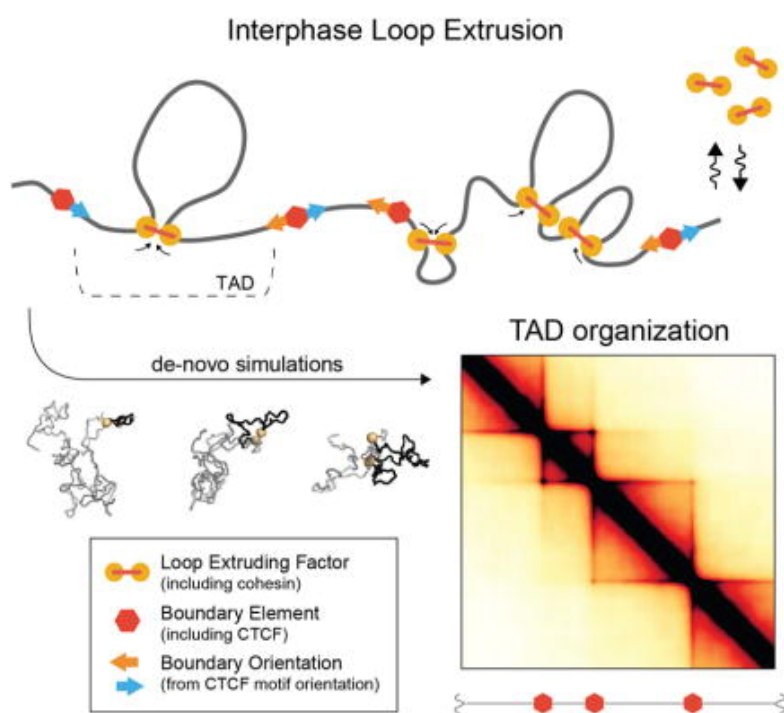 Interphase Loop Extrusion
TAD
TAD organization
de-novo simulations
Loop Extruding Factor
(including cohesin)
Boundary Element
(including CTCF)
Boundary Orientation
(from CTCF motif orientation)